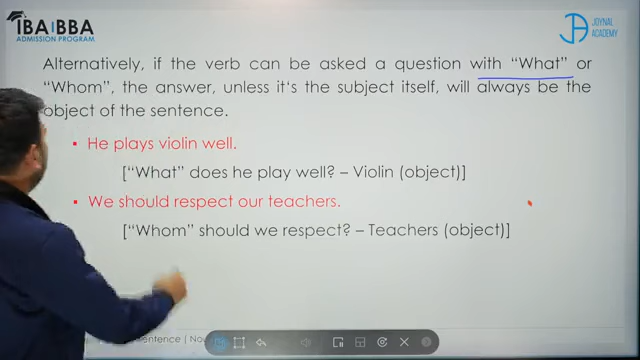 IBA|BBA
ADMISSION PROGRAM
JOYNAL
ACADEMY
Alternatively, if the verb can be asked a question with “What” or
“Whom”, the answer, unless it's the subject itself, will always be the
object of the sentence.
▪ He plays violin well.
[“What” does he play well? – Violin (object)]
▪ We should respect our teachers.
[“Whom” should we respect? – Teachers (object)]
entence | No